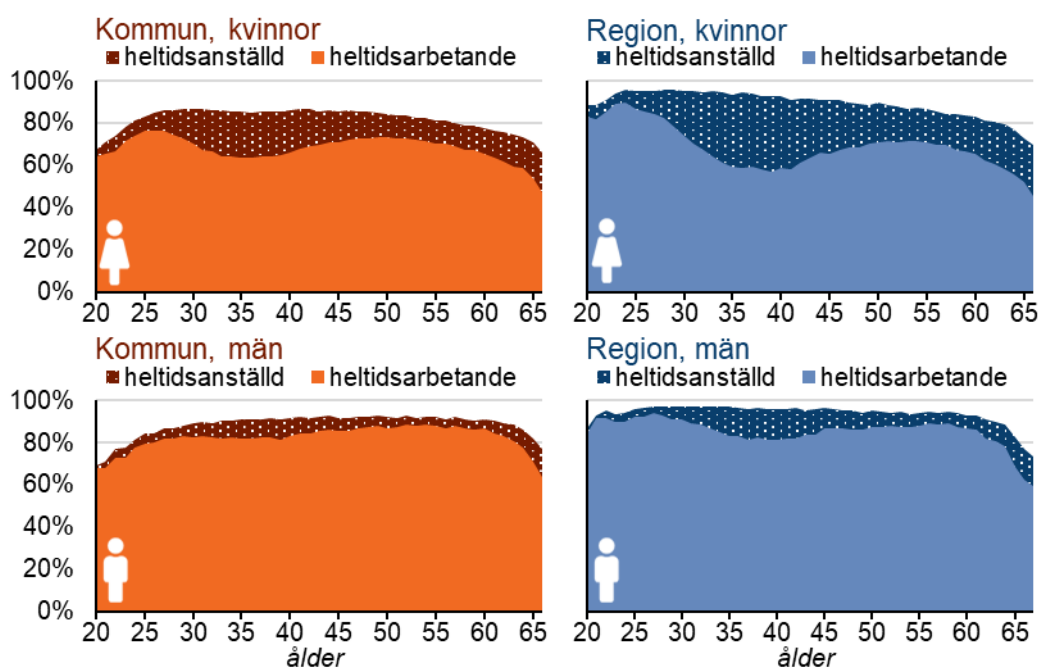 Kommun, kvinnor
heltidsanställd heltidsarbetande
100%
80%
60%
40%
20%
0%
20 25 30 35 40 45 50 55 60 65
Region, kvinnor
heltidsanställd heltidsarbetande
20 25 30 35 40 45 50 55 60 65
Kommun, män
heltidsanställd heltidsarbetande
100%
80%
60%
40%
20%
0%
20 25 30 35 40 45 50 55 60 65
ålder
Region, män
heltidsanställd heltidsarbetande
20 25 30 35 40 45 50 55 60 65
ålder